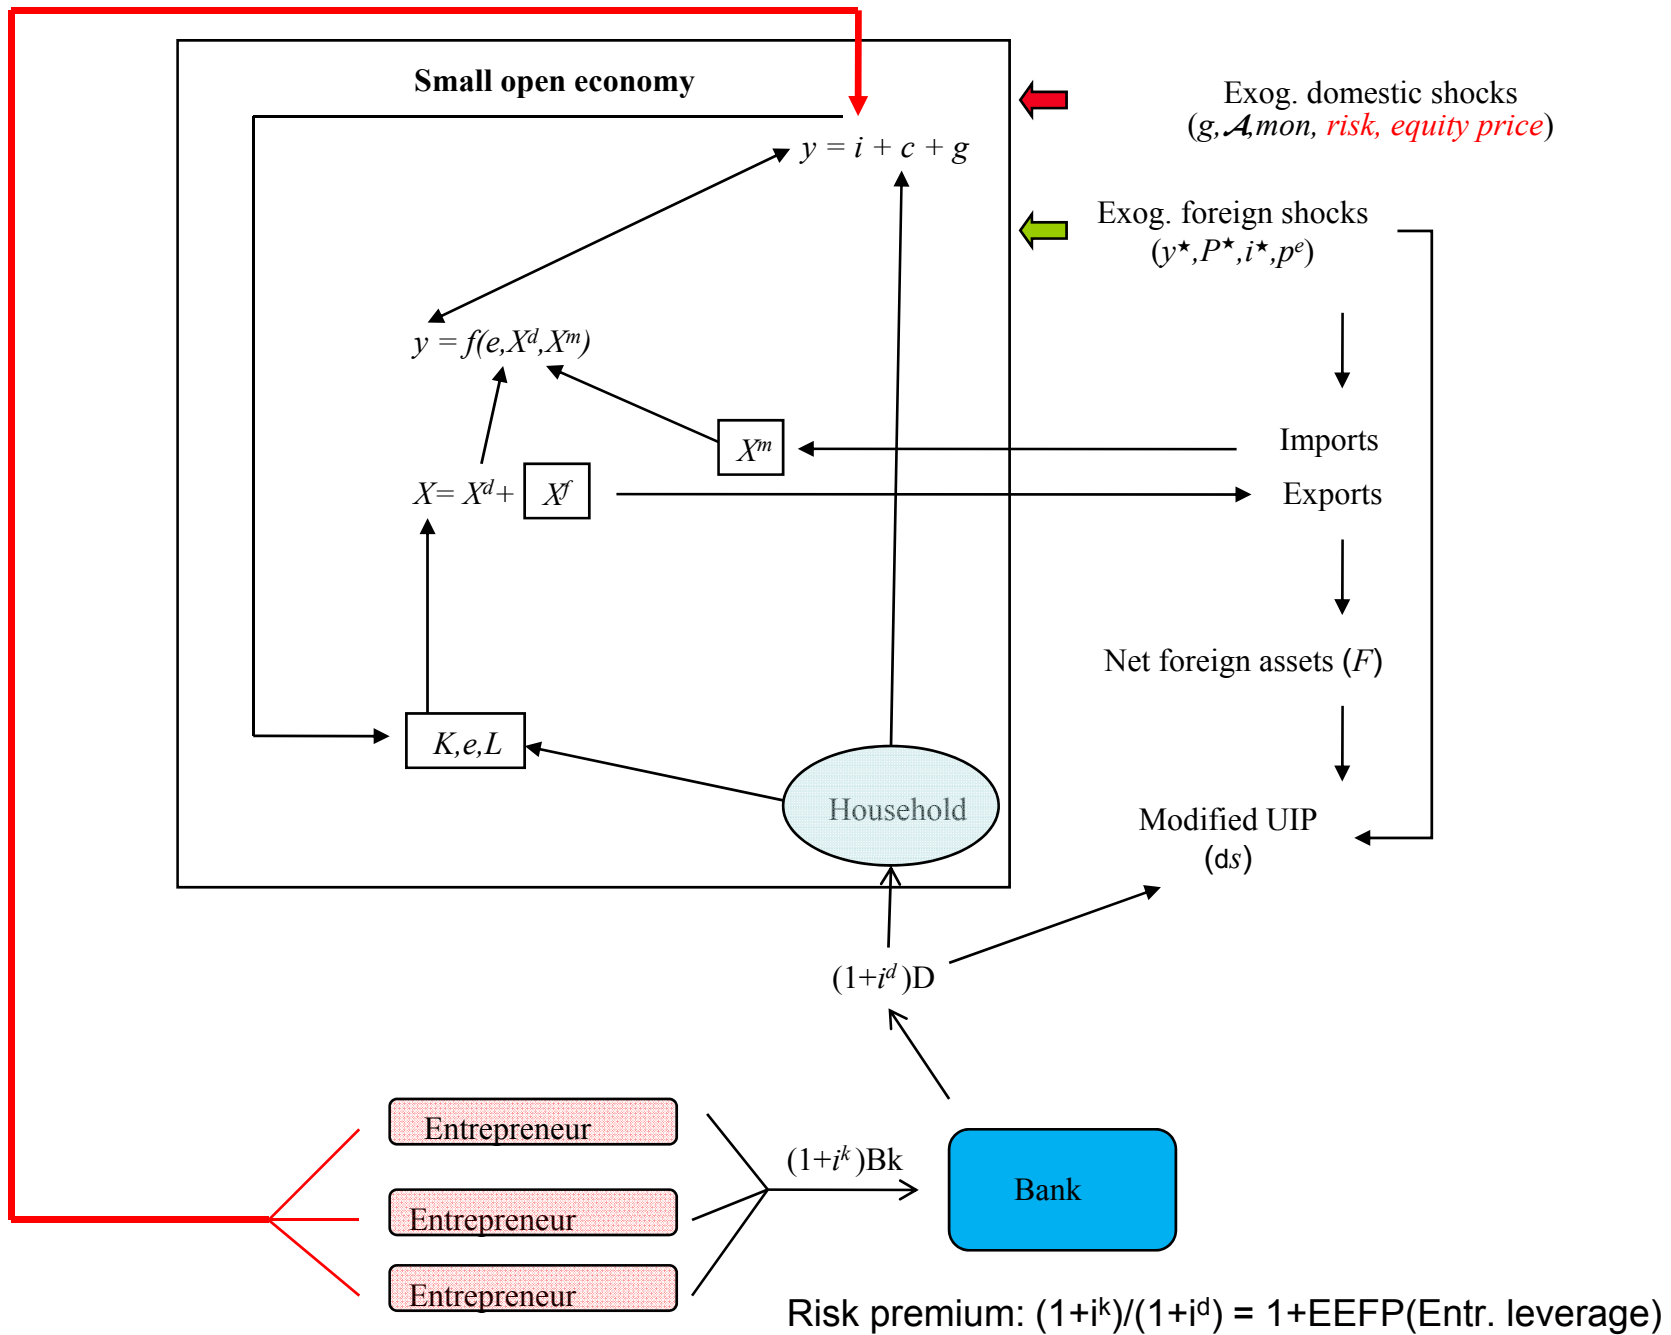 Small open economy
Exog. domestic shocks
(g,𝓐,mon, risk, equity price)
y = i + c + g
Exog. foreign shocks
(y★,P★,i★,pᵉ)
y = f(e,Xᵈ,Xᵐ)
Xᵐ
Imports
X= Xᵈ+ Xᶠ
Exports
Net foreign assets (F)
K,e,L
Household
Modified UIP
(ds)
(1+iᵈ)D
Entrepreneur
(1+iᵏ)Bk
Bank
Entrepreneur
Entrepreneur
Risk premium: (1+iᵏ)/(1+iᵈ) = 1+EEFP(Entr. leverage)